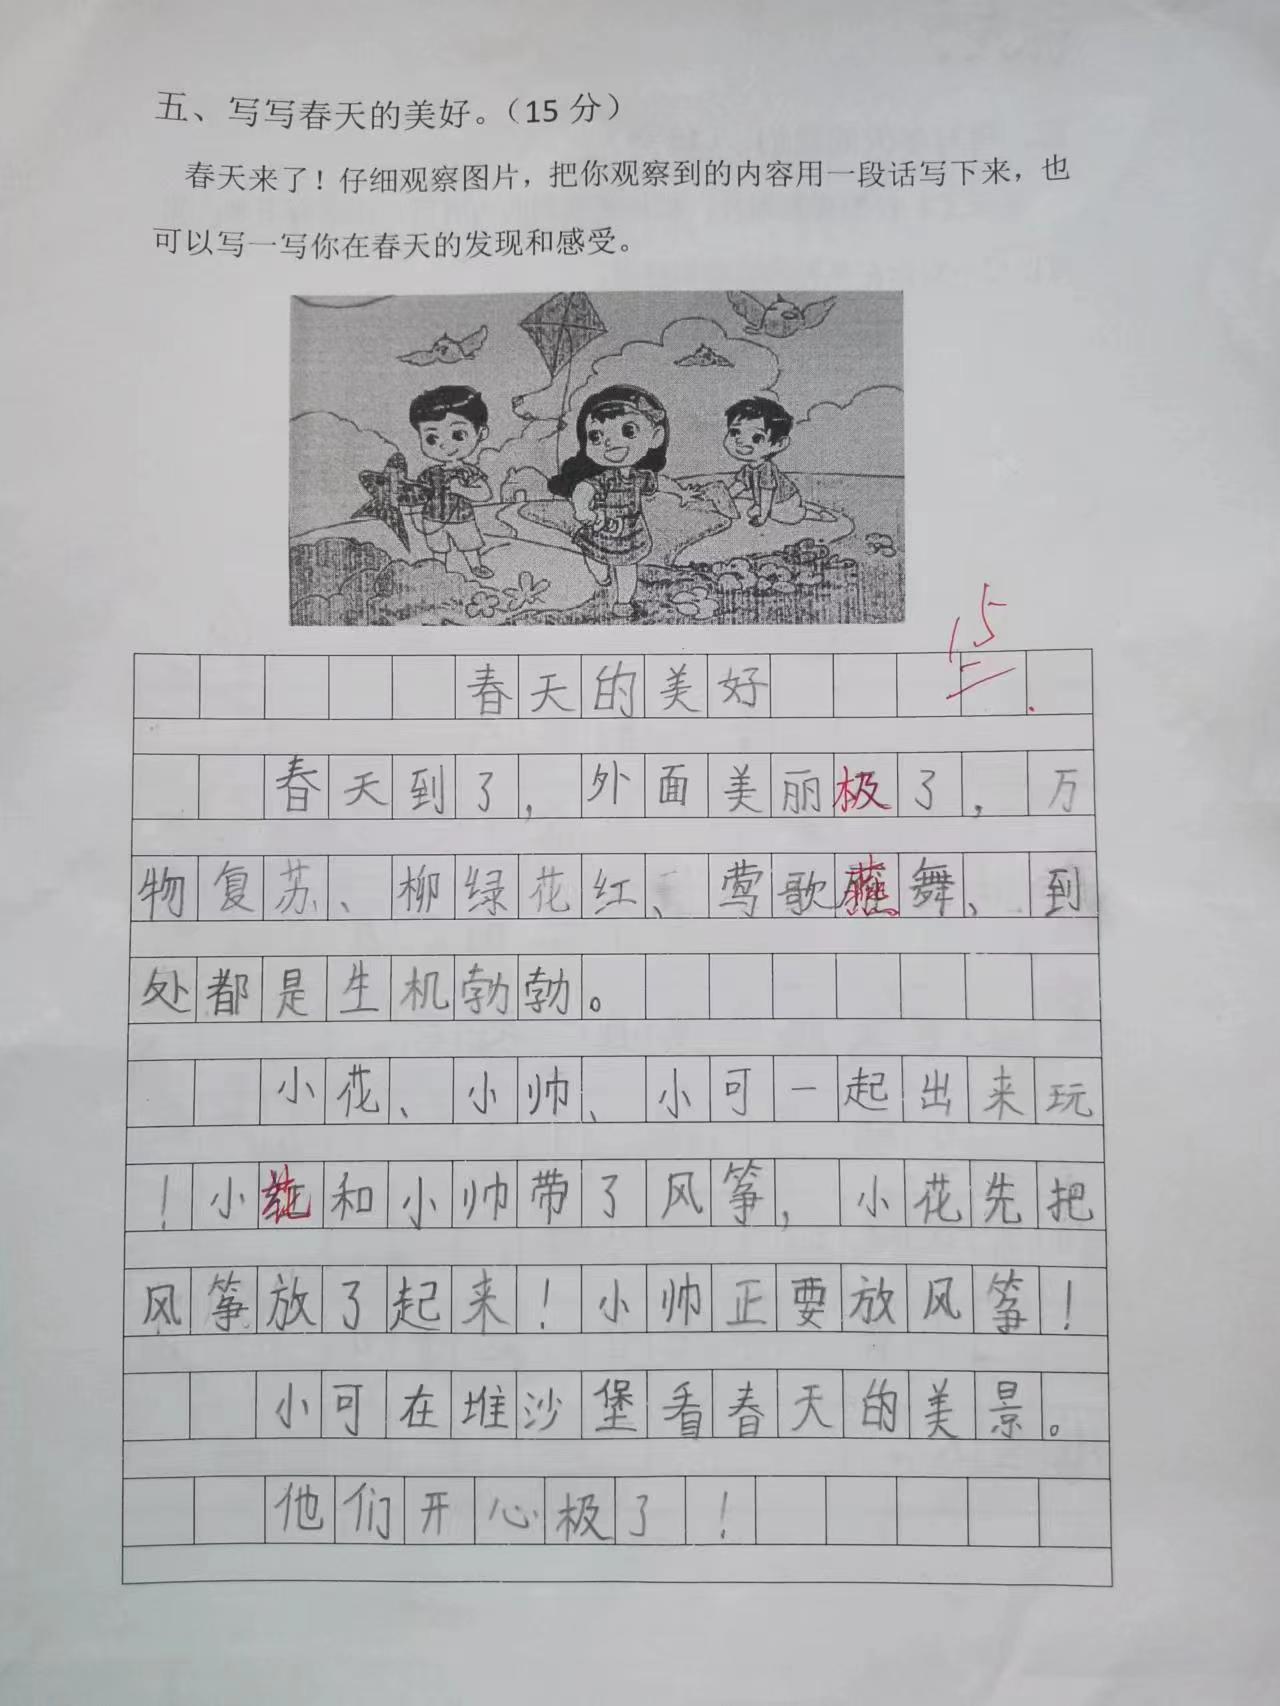 五、写写春天的美好。（15 分）
春天来了！仔细观察图片，把你观察到的内容用一段话写下来，也
可以写一写你在春天的发现和感受。
15
春天的美好
春天到了，外面美丽极了，万
物复苏、柳绿花红、莺歌燕舞、到
处都是生机勃勃。
小花、小帅、小可一起出来玩
！小花和小帅带了风筝，小花先把
风筝放了起来！小帅正要放风筝！
小可在堆沙堡看春天的美景。
他们开心极了！